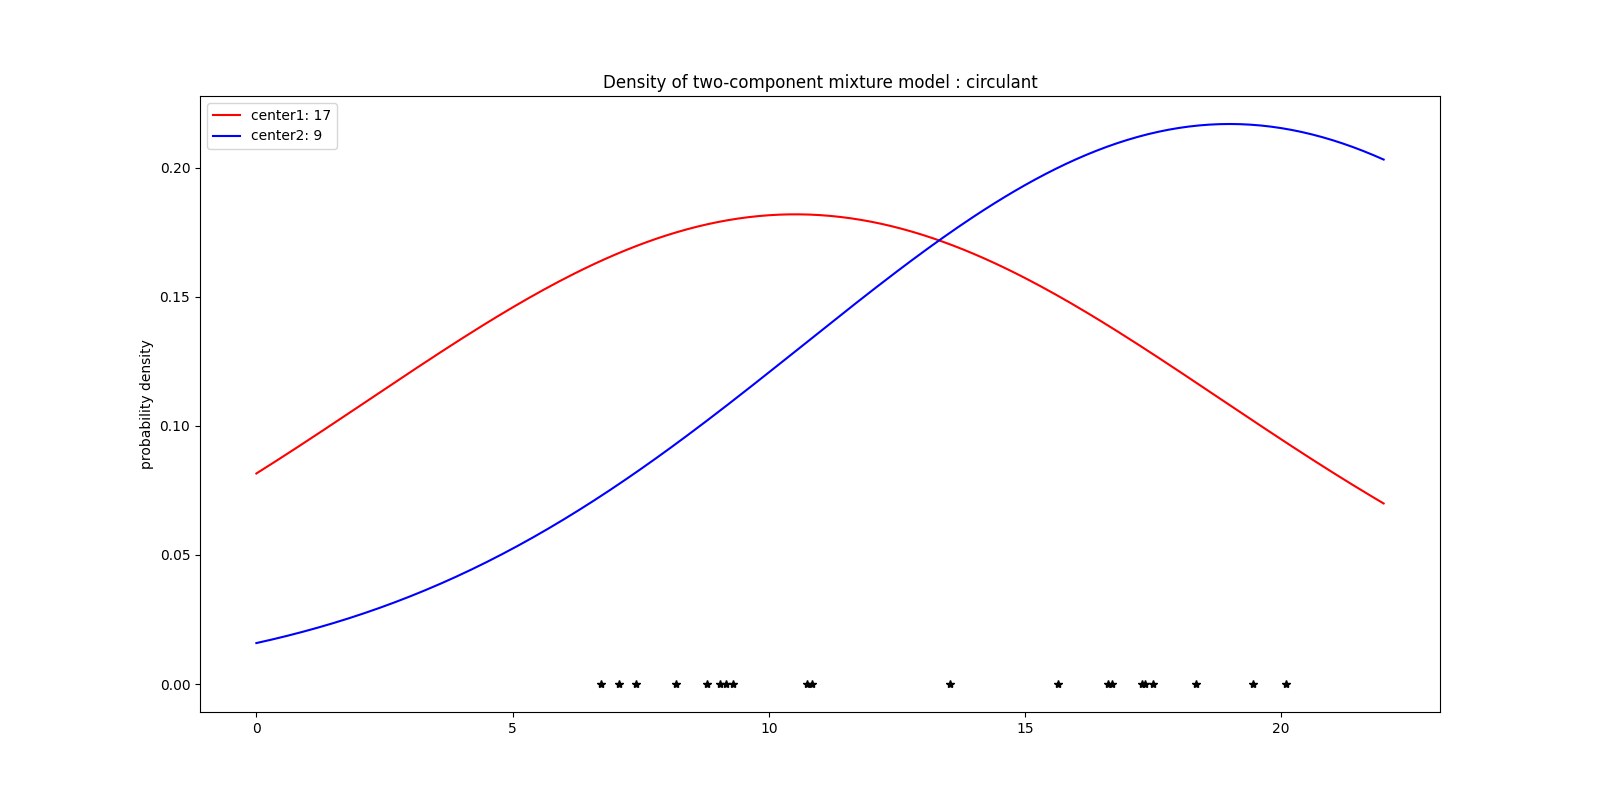 Density of two-component mixture model : circulant
center1: 17
center2: 9
probability density
0.20
0.15
0.10
0.05
0.00
0
5
10
15
20